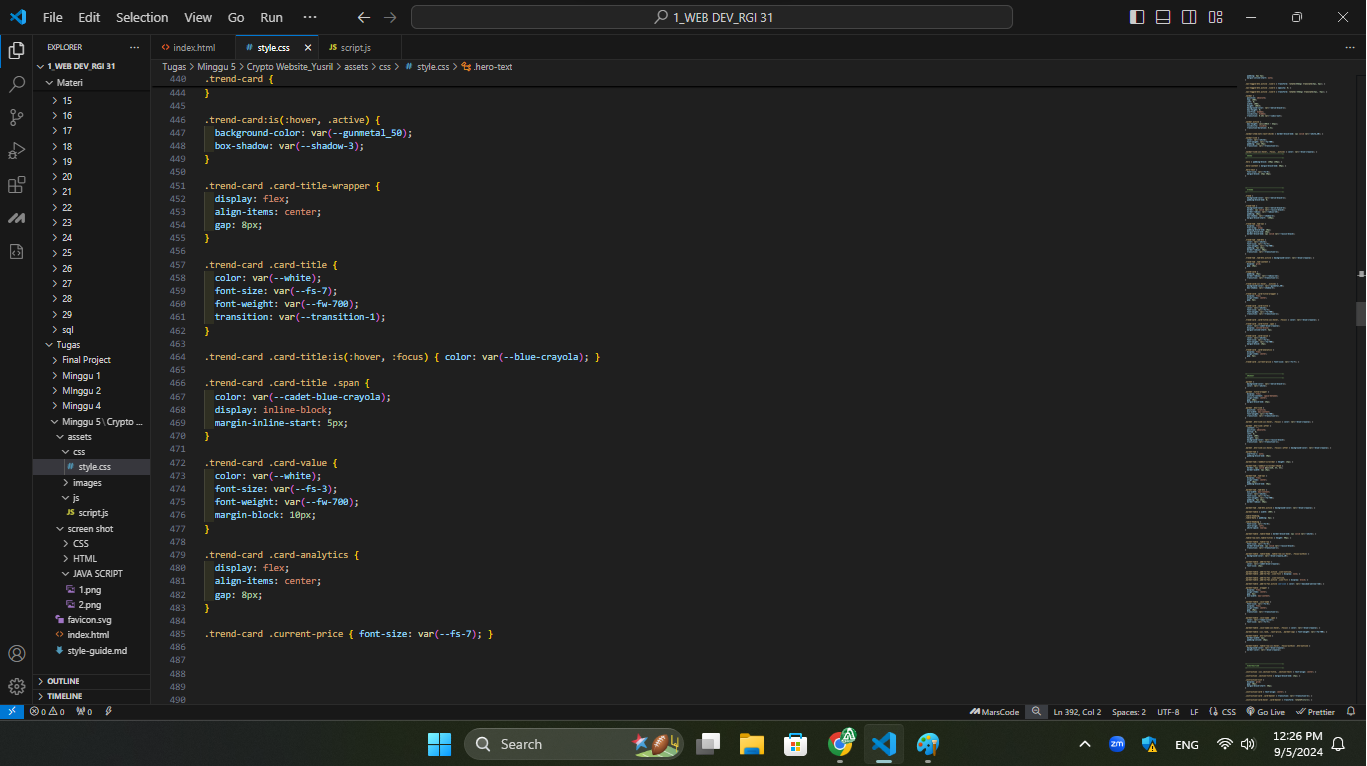 File Edit Selection View Go Run ··· 1_WEB DEV_RGI 31
EXPLORER ···
1_WEB DEV_RGI 31
Materi
15
16
17
18
19
20
21
22
23
24
25
26
27
28
29
sql
Tugas
Final Project
Minggu 1
MInggu 2
Minggu 4
Minggu 5 \ Crypto ...
assets
css
# style.css
images
js
JS script.js
screen shot
CSS
HTML
JAVA SCRIPT
1.png
2.png
favicon.svg
<> index.html
style-guide.md
OUTLINE
TIMELINE
<> index.html # style.css × JS script.js ···
Tugas > Minggu 5 > Crypto Website_Yusril > assets > css > # style.css > .hero-text
440 .trend-card {
444 }
445
446 .trend-card:is(:hover, .active) {
447 background-color: var(--gunmetal_50);
448 box-shadow: var(--shadow-3);
449 }
450
451 .trend-card .card-title-wrapper {
452 display: flex;
453 align-items: center;
454 gap: 8px;
455 }
456
457 .trend-card .card-title {
458 color: var(--white);
459 font-size: var(--fs-7);
460 font-weight: var(--fw-700);
461 transition: var(--transition-1);
462 }
463
464 .trend-card .card-title:is(:hover, :focus) { color: var(--blue-crayola); }
465
466 .trend-card .card-title .span {
467 color: var(--cadet-blue-crayola);
468 display: inline-block;
469 margin-inline-start: 5px;
470 }
471
472 .trend-card .card-value {
473 color: var(--white);
474 font-size: var(--fs-3);
475 font-weight: var(--fw-700);
476 margin-block: 10px;
477 }
478
479 .trend-card .card-analytics {
480 display: flex;
481 align-items: center;
482 gap: 8px;
483 }
484
485 .trend-card .current-price { font-size: var(--fs-7); }
486
487
488
489
490
0 0 0 MarsCode Ln 392, Col 2 Spaces: 2 UTF-8 LF {} CSS Go Live Prettier
Search zm ENG 12:26 PM
9/5/2024